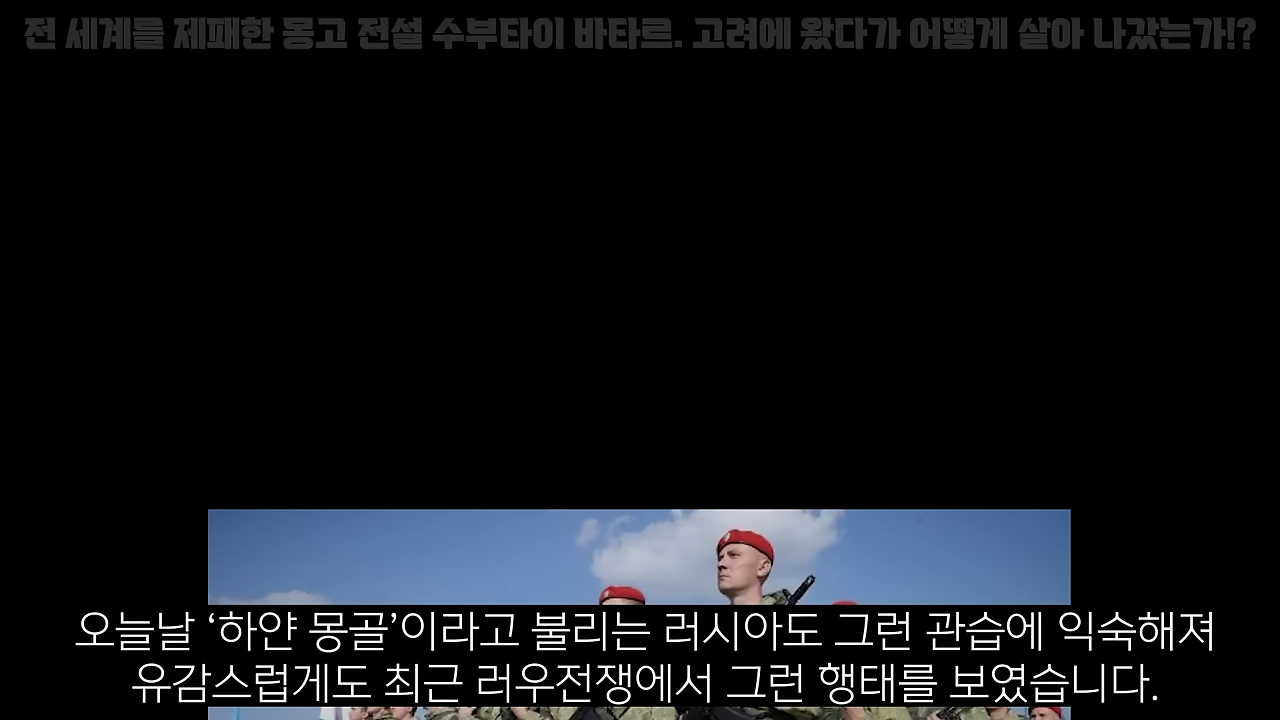 전 세계를 제패한 몽고 전설 수부타이 바타르. 고려에 왔다가 어떻게 살아 나갔는가!?
오늘날 ‘하얀 몽골’이라고 불리는 러시아도 그런 관습에 익숙해져
유감스럽게도 최근 러우전쟁에서 그런 행태를 보였습니다.